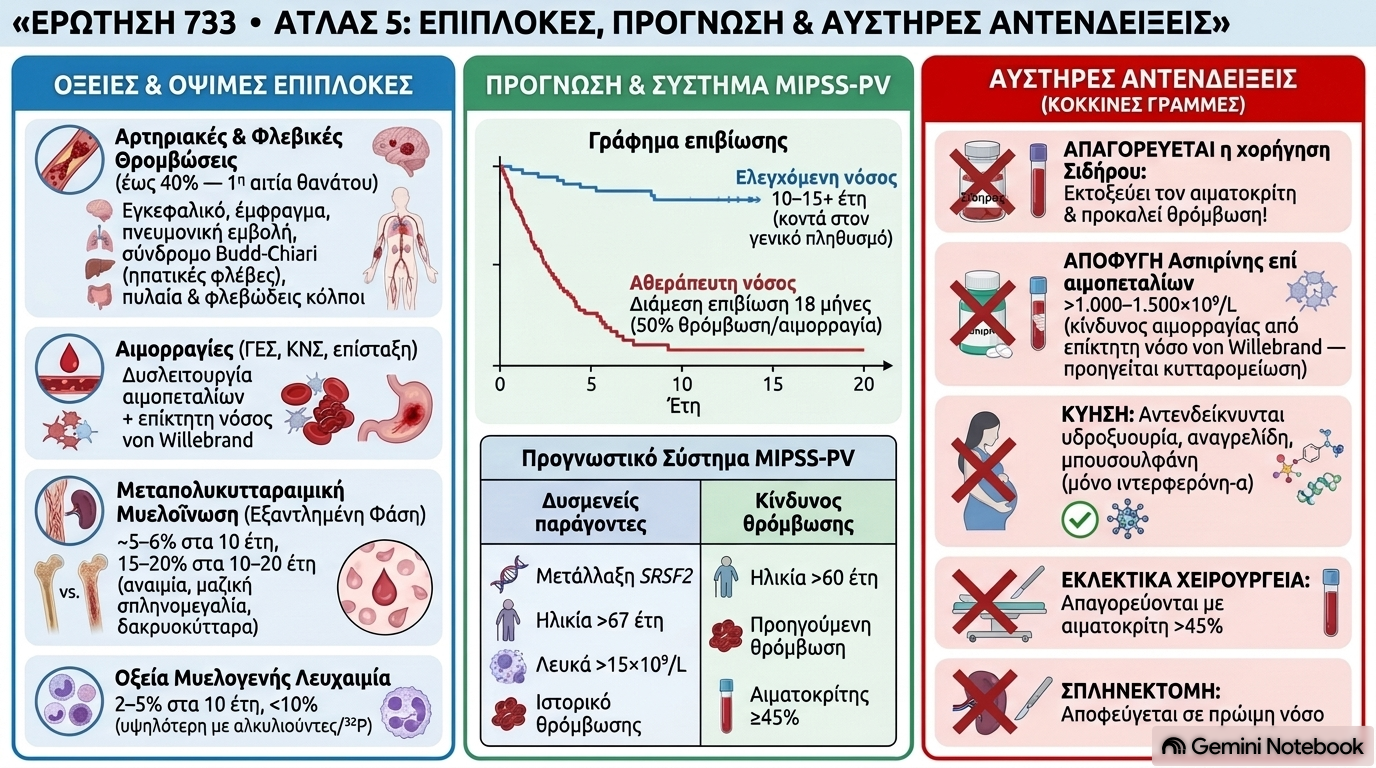 «ΕΡΩΤΗΣΗ 733 • ΑΤΛΑΣ 5: ΕΠΙΠΛΟΚΕΣ, ΠΡΟΓΝΩΣΗ & ΑΥΣΤΗΡΕΣ ΑΝΤΕΝΔΕΙΞΕΙΣ»
ΟΞΕΙΕΣ & ΟΨΙΜΕΣ ΕΠΙΠΛΟΚΕΣ
Αρτηριακές & Φλεβικές
Θρομβώσεις
(έως 40% — 1η αιτία θανάτου)
Εγκεφαλικό, έμφραγμα,
πνευμονική εμβολή,
σύνδρομο Budd-Chiari
(ηπατικές φλέβες),
πυλαία & φλεβώδεις κόλποι
Αιμορραγίες (ΓΕΣ, ΚΝΣ, επίσταξη)
Δυσλειτουργία
αιμοπεταλίων
+ επίκτητη νόσος
von Willebrand
Μεταπολυκυτταραιμική
Μυελοΐνωση (Εξαντλημένη Φάση)
~5–6% στα 10 έτη,
15–20% στα 10–20 έτη
(αναιμία, μαζική
σπληνομεγαλία,
δακρυοκύτταρα)
vs.
Οξεία Μυελογενής Λευχαιμία
2–5% στα 10 έτη, <10%
(υψηλότερη με αλκυλιούντες/³²P)
ΠΡΟΓΝΩΣΗ & ΣΥΣΤΗΜΑ MIPSS-PV
Γράφημα επιβίωσης
Ελεγχόμενη νόσος
10–15+ έτη
(κοντά στον
γενικό πληθυσμό)
Αθεράπευτη νόσος
Διάμεση επιβίωση 18 μήνες
(50% θρόμβωση/αιμορραγία)
0 5 10 15 20
Έτη
Προγνωστικό Σύστημα MIPSS-PV
Δυσμενείς
παράγοντες
Μετάλλαξη SRSF2
Ηλικία >67 έτη
Λευκά >15×10⁹/L
Ιστορικό
θρόμβωσης
Κίνδυνος
θρόμβωσης
Ηλικία >60 έτη
Προηγούμενη
θρόμβωση
Αιματοκρίτης
≥45%
ΑΥΣΤΗΡΕΣ ΑΝΤΕΝΔΕΙΞΕΙΣ
(ΚΟΚΚΙΝΕΣ ΓΡΑΜΜΕΣ)
ΑΠΑΓΟΡΕΥΕΤΑΙ η χορήγηση
Σιδήρου:
Εκτοξεύει τον αιματοκρίτη
& προκαλεί θρόμβωση!
ΑΠΟΦΥΓΗ Ασπιρίνης επί
αιμοπεταλίων
>1.000–1.500×10⁹/L
(κίνδυνος αιμορραγίας από
επίκτητη νόσο von Willebrand —
προηγείται κυτταρομείωση)
ΚΥΗΣΗ: Αντενδείκνυνται
υδροξυουρία, αναγρελίδη,
μπουσουλφάνη
(μόνο ιντερφερόνη-α)
ΕΚΛΕΚΤΙΚΑ ΧΕΙΡΟΥΡΓΕΙΑ:
Απαγορεύονται με
αιματοκρίτη >45%
ΣΠΛΗΝΕΚΤΟΜΗ:
Αποφεύγεται σε πρώιμη νόσο
Gemini Notebook